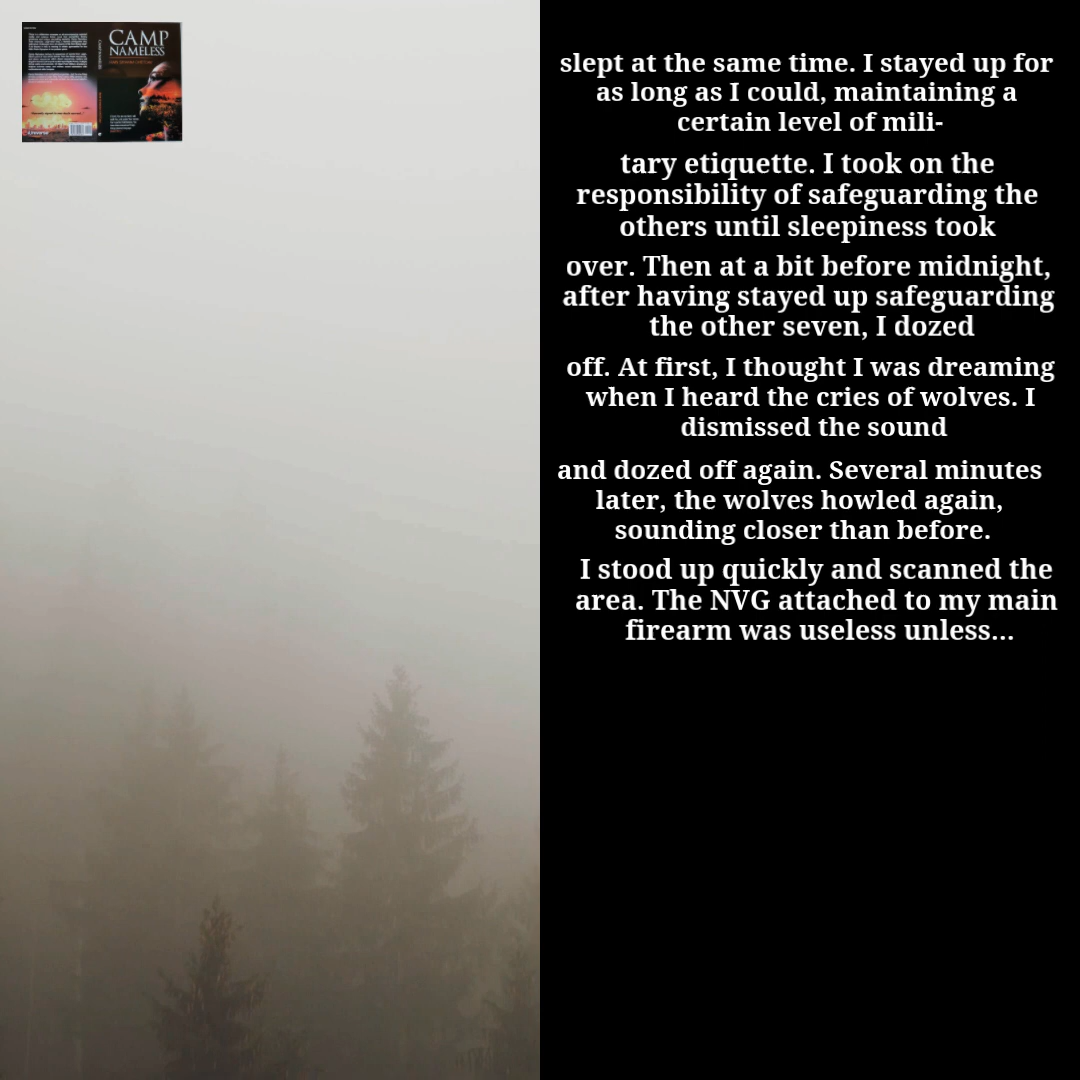 CAMP
NAMELESS
slept at the same time. I stayed up for
as long as I could, maintaining a
certain level of mili-
tary etiquette. I took on the
responsibility of safeguarding the
others until sleepiness took
over. Then at a bit before midnight,
after having stayed up safeguarding
the other seven, I dozed
off. At first, I thought I was dreaming
when I heard the cries of wolves. I
dismissed the sound
and dozed off again. Several minutes
later, the wolves howled again,
sounding closer than before.
I stood up quickly and scanned the
area. The NVG attached to my main
firearm was useless unless...